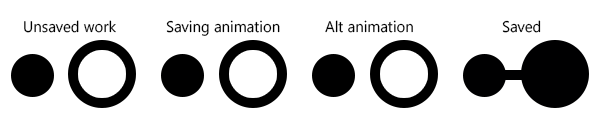 Unsaved work
Saving animation
Alt animation
Saved